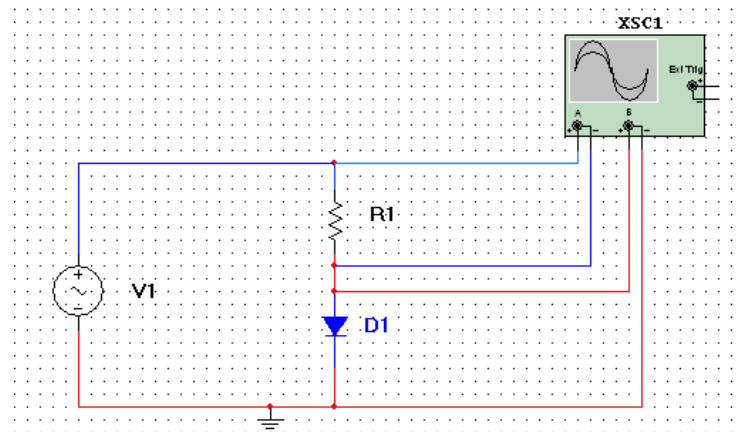 XSC1
Ext Trig
+
−
A
B
+ − + −
R1
+
V1
−
D1